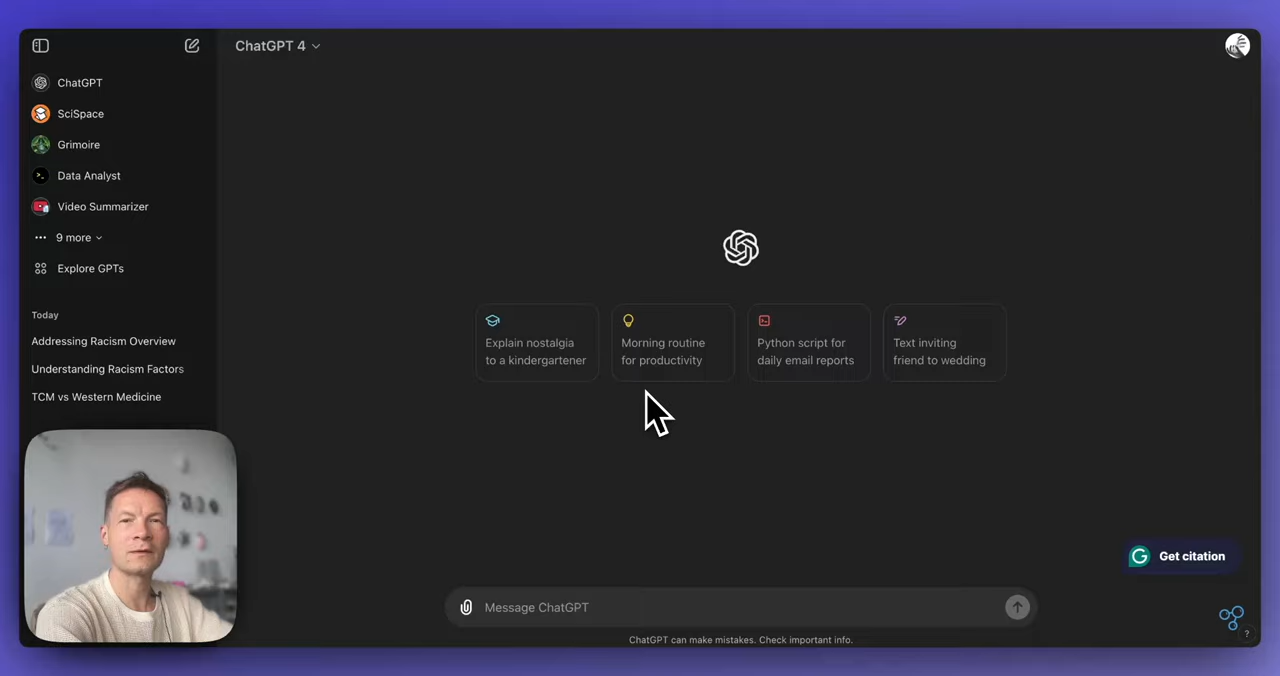 ChatGPT 4
ChatGPT
SciSpace
Grimoire
Data Analyst
Video Summarizer
9 more
Explore GPTs
Today
Addressing Racism Overview
Understanding Racism Factors
TCM vs Western Medicine
Explain nostalgia
to a kindergartener
Morning routine
for productivity
Python script for
daily email reports
Text inviting
friend to wedding
Get citation
Message ChatGPT
ChatGPT can make mistakes. Check important info.
?